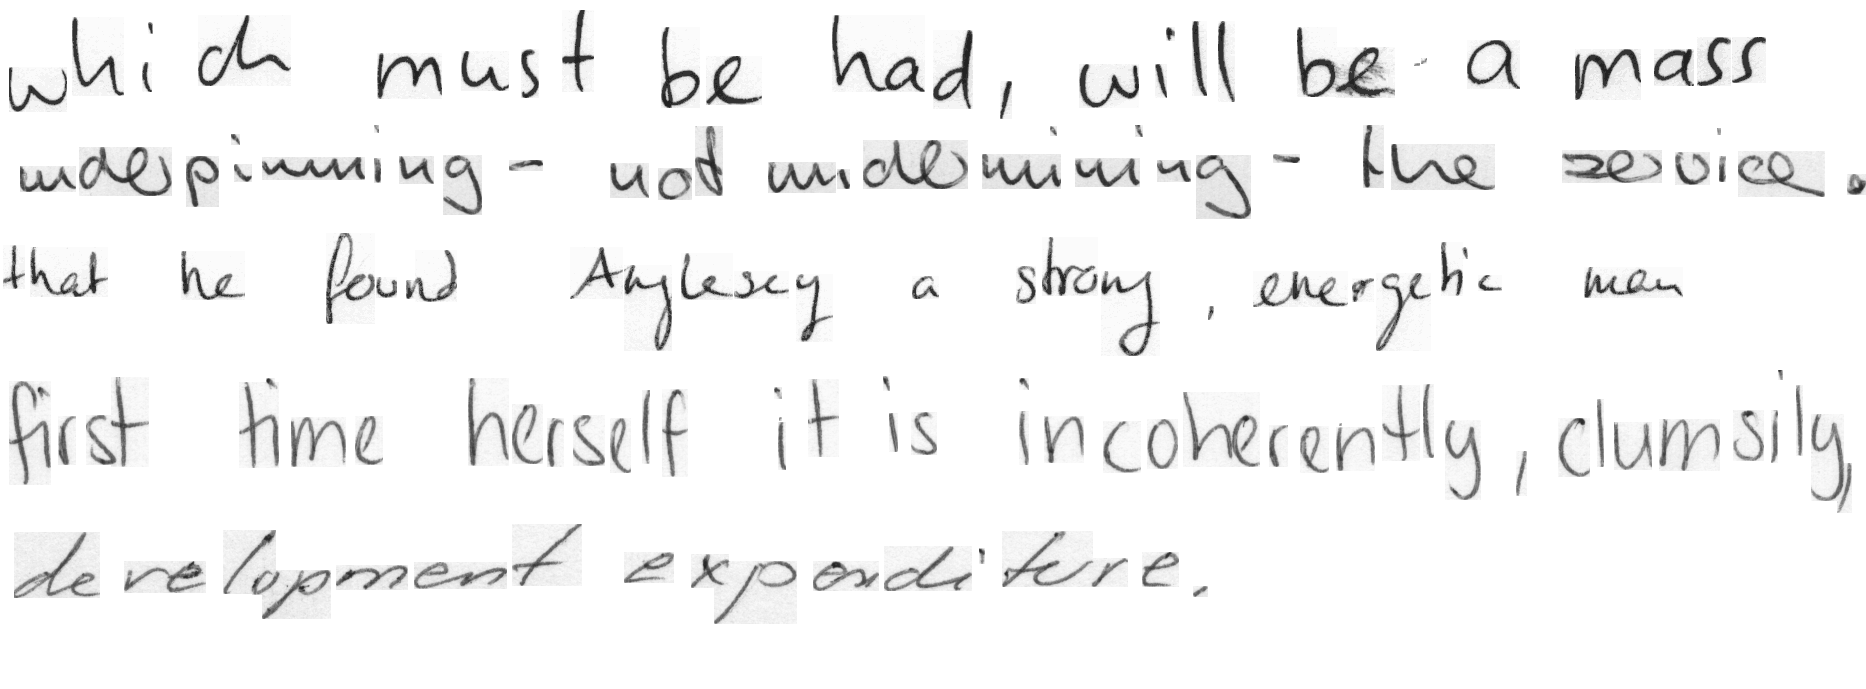 which must be had, will be a mass
underpinning - not undermining - the service.
that he found Anglesey a strong, energetic man
first time herself it is incoherently, clumsily,
development expenditure.